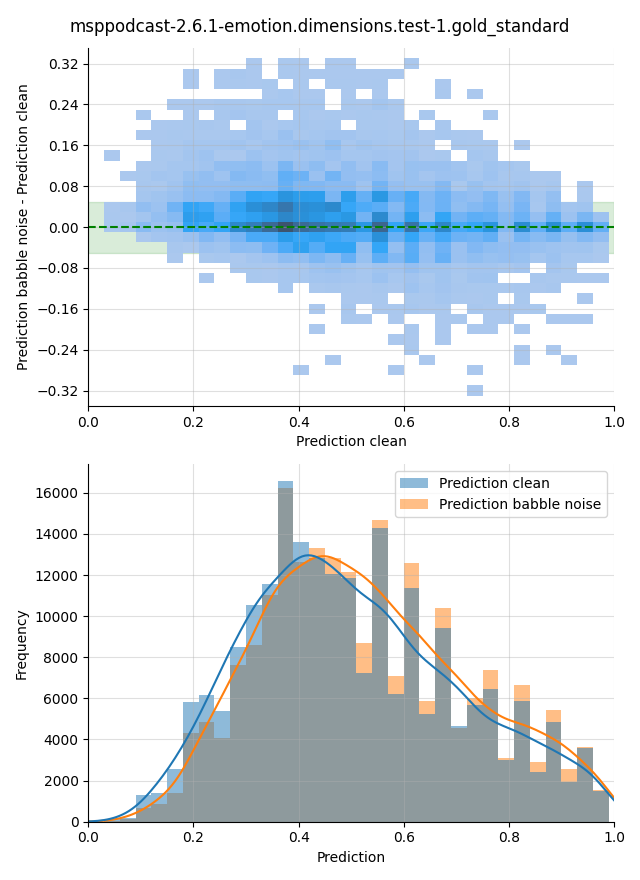 msppodcast-2.6.1-emotion.dimensions.test-1.gold_standard
Prediction babble noise - Prediction clean
0.32
0.24
0.16
0.08
0.00
−0.08
−0.16
−0.24
−0.32
0.0 0.2 0.4 0.6 0.8 1.0
Prediction clean
Frequency
16000
14000
12000
10000
8000
6000
4000
2000
0
Prediction clean
Prediction babble noise
0.0 0.2 0.4 0.6 0.8 1.0
Prediction